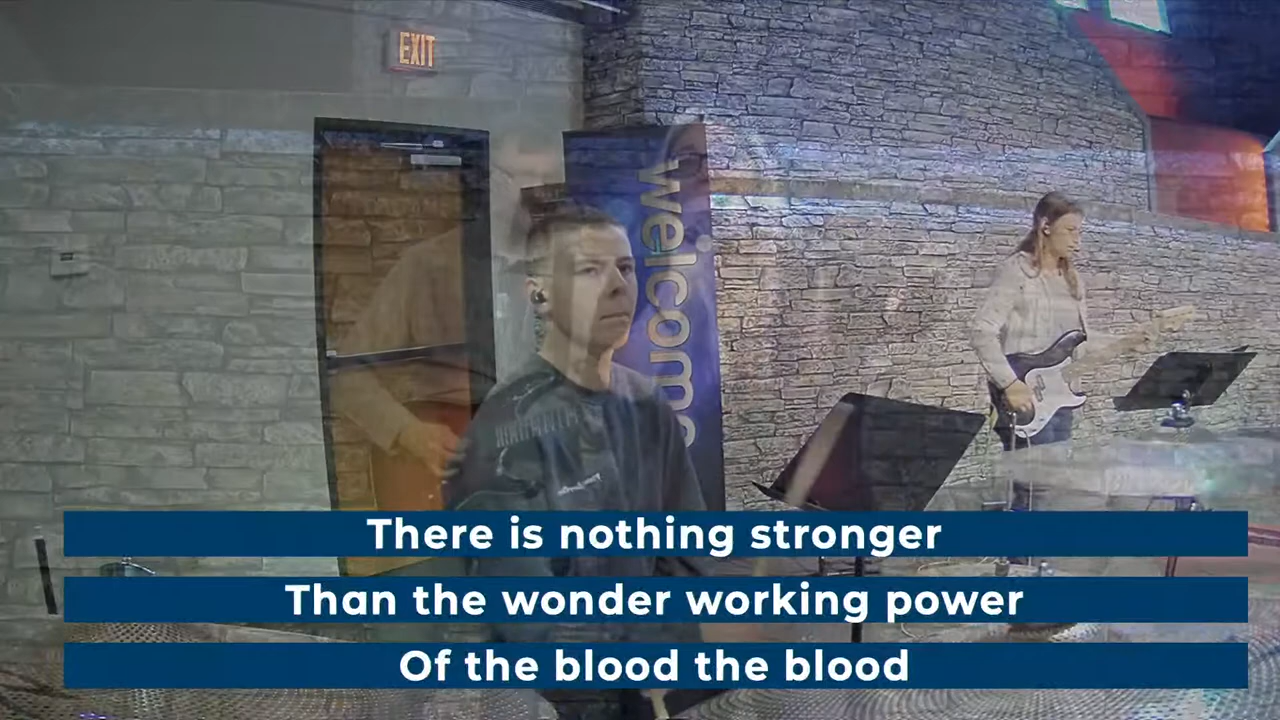 EXIT
welcome
There is nothing stronger
Than the wonder working power
Of the blood the blood